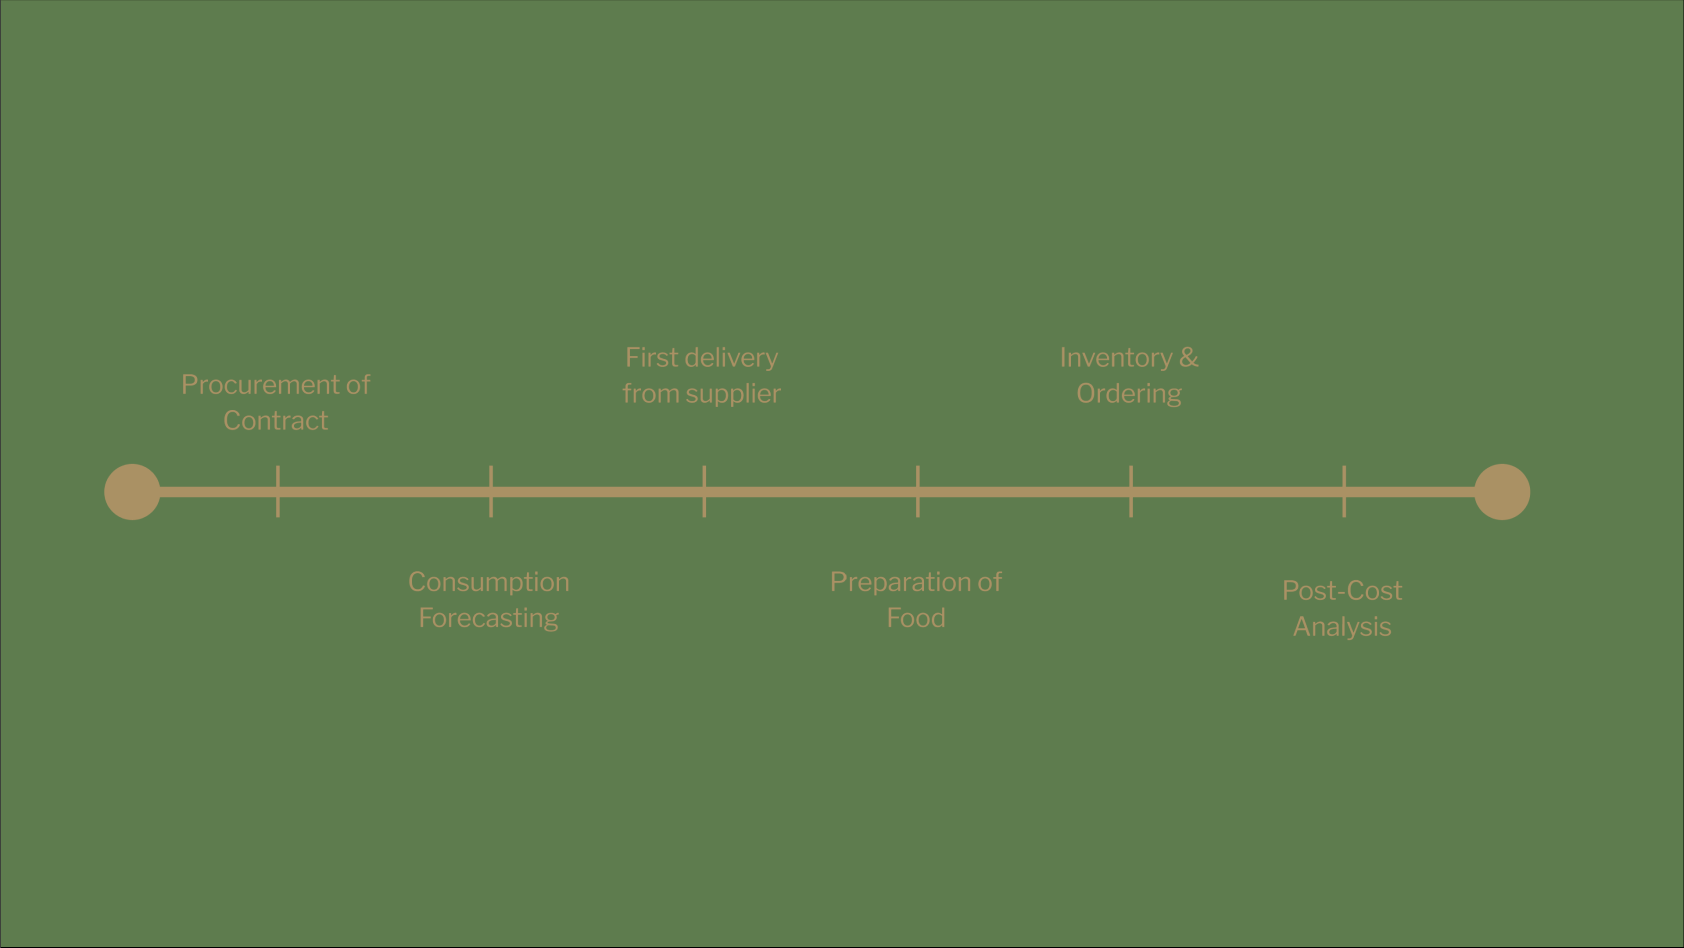 Procurement of
Contract
Consumption
Forecasting
First delivery
from supplier
Preparation of
Food
Inventory &
Ordering
Post-Cost
Analysis